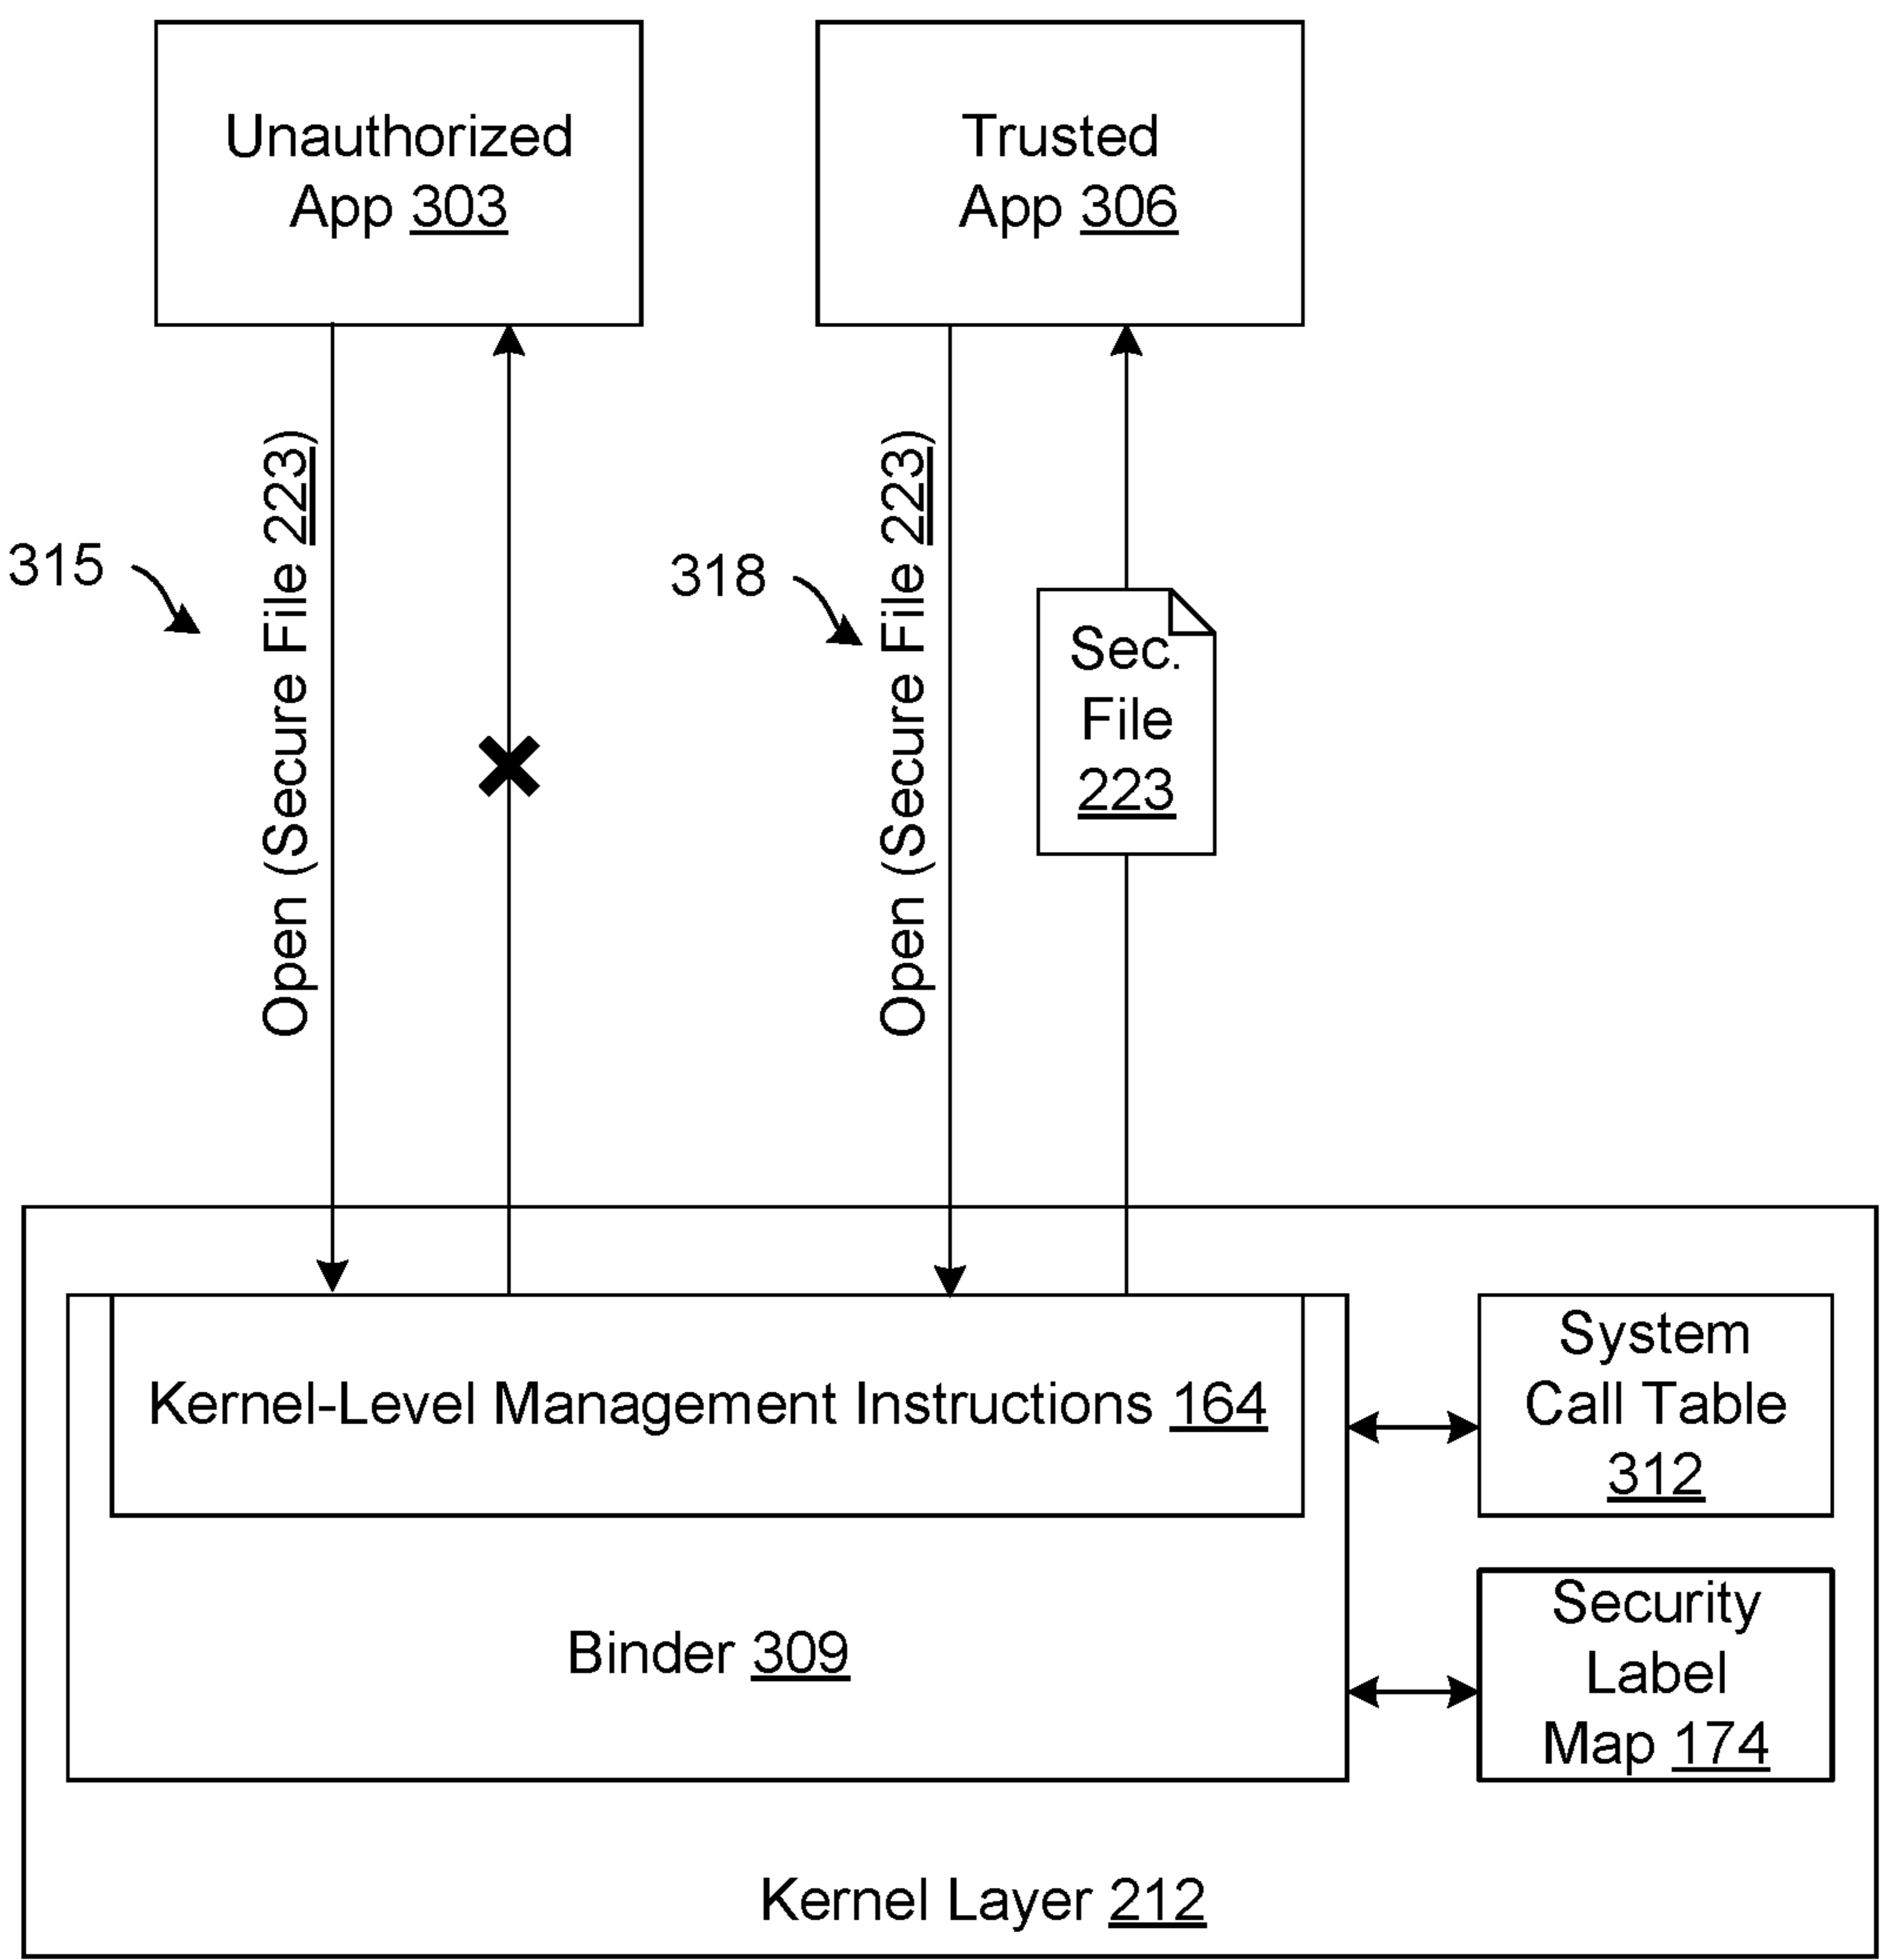 Unauthorized
App 303
Trusted
App 306
315
Open (Secure File 223)
318
Open (Secure File 223)
Sec.
File
223
Kernel-Level Management Instructions 164
System
Call Table
312
Binder 309
Security
Label
Map 174
Kernel Layer 212